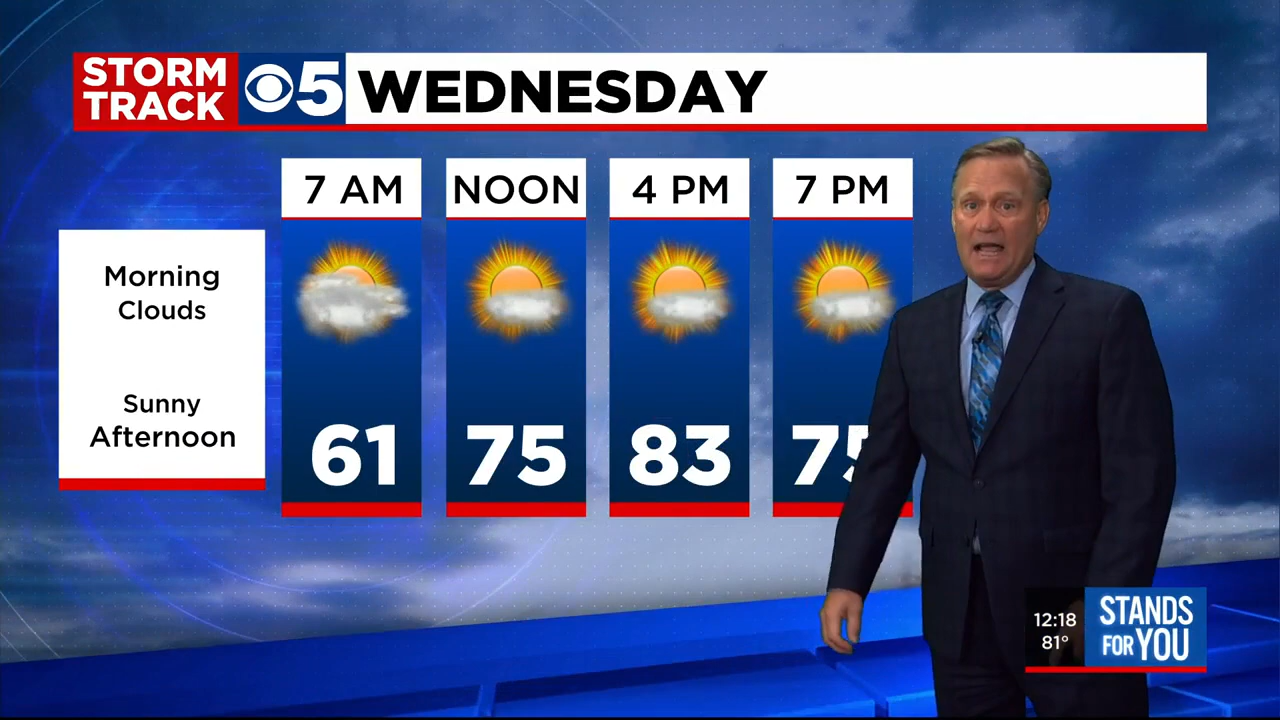 STORM
TRACK
5
WEDNESDAY
7 AM
NOON
4 PM
7 PM
Morning
Clouds
Sunny
Afternoon
61
75
83
75
12:18
81°
STANDS
FOR YOU